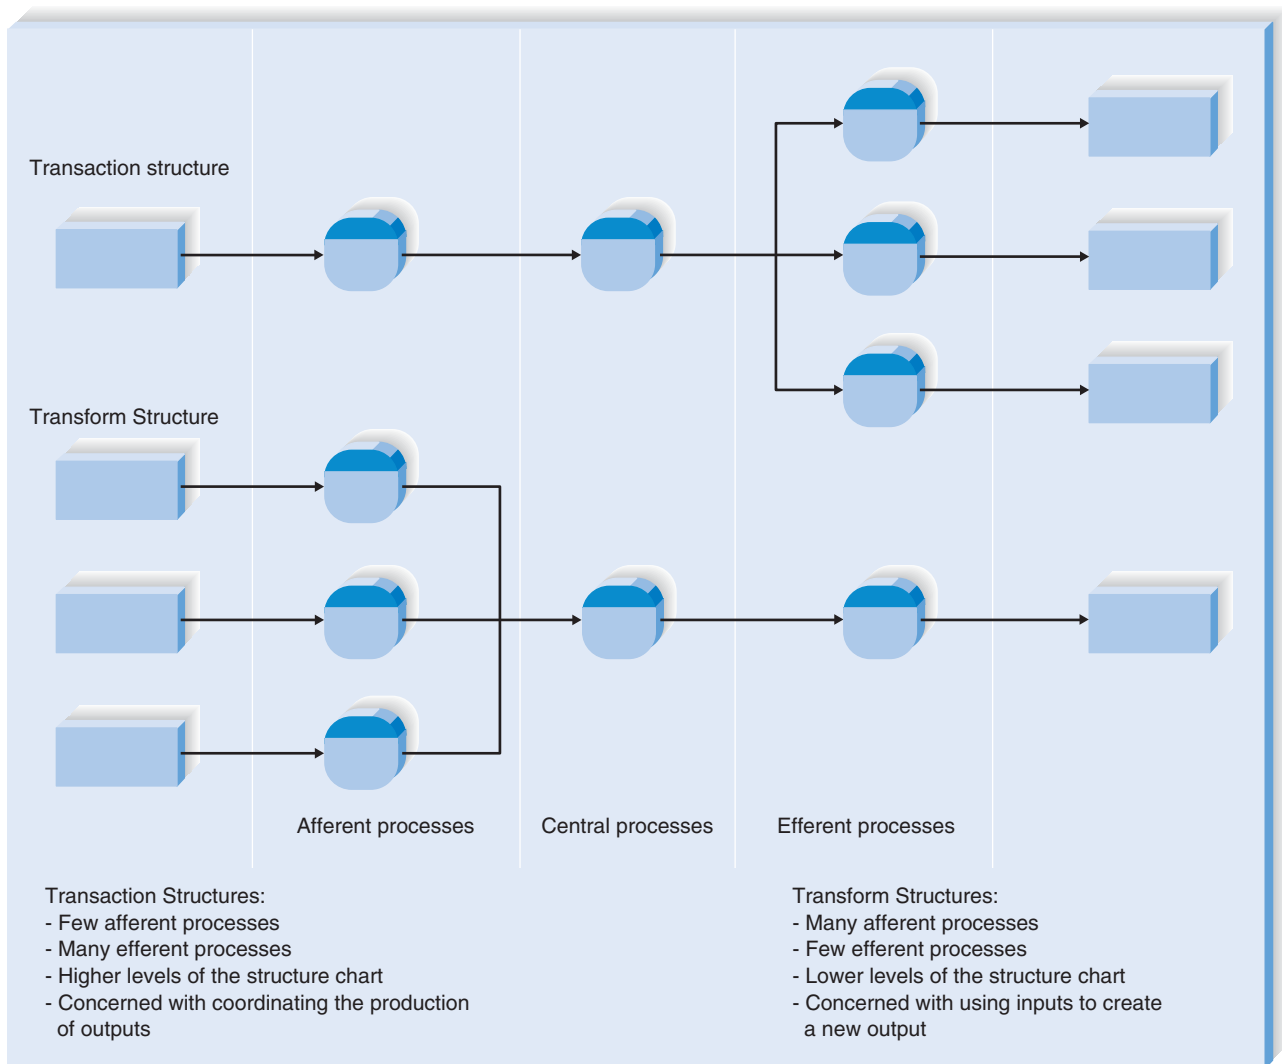 Transaction structure
Transform Structure
Afferent processes
Central processes
Efferent processes
Transaction Structures:
- Few afferent processes
- Many efferent processes
- Higher levels of the structure chart
- Concerned with coordinating the production
of outputs
Transform Structures:
- Many afferent processes
- Few efferent processes
- Lower levels of the structure chart
- Concerned with using inputs to create
a new output